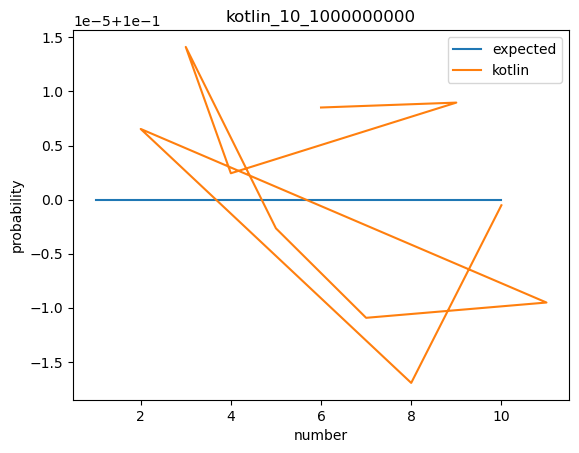 kotlin_10_1000000000
1e−5+1e−1
expected
kotlin
1.5
1.0
0.5
0.0
−0.5
−1.0
−1.5
probability
2 4 6 8 10
number